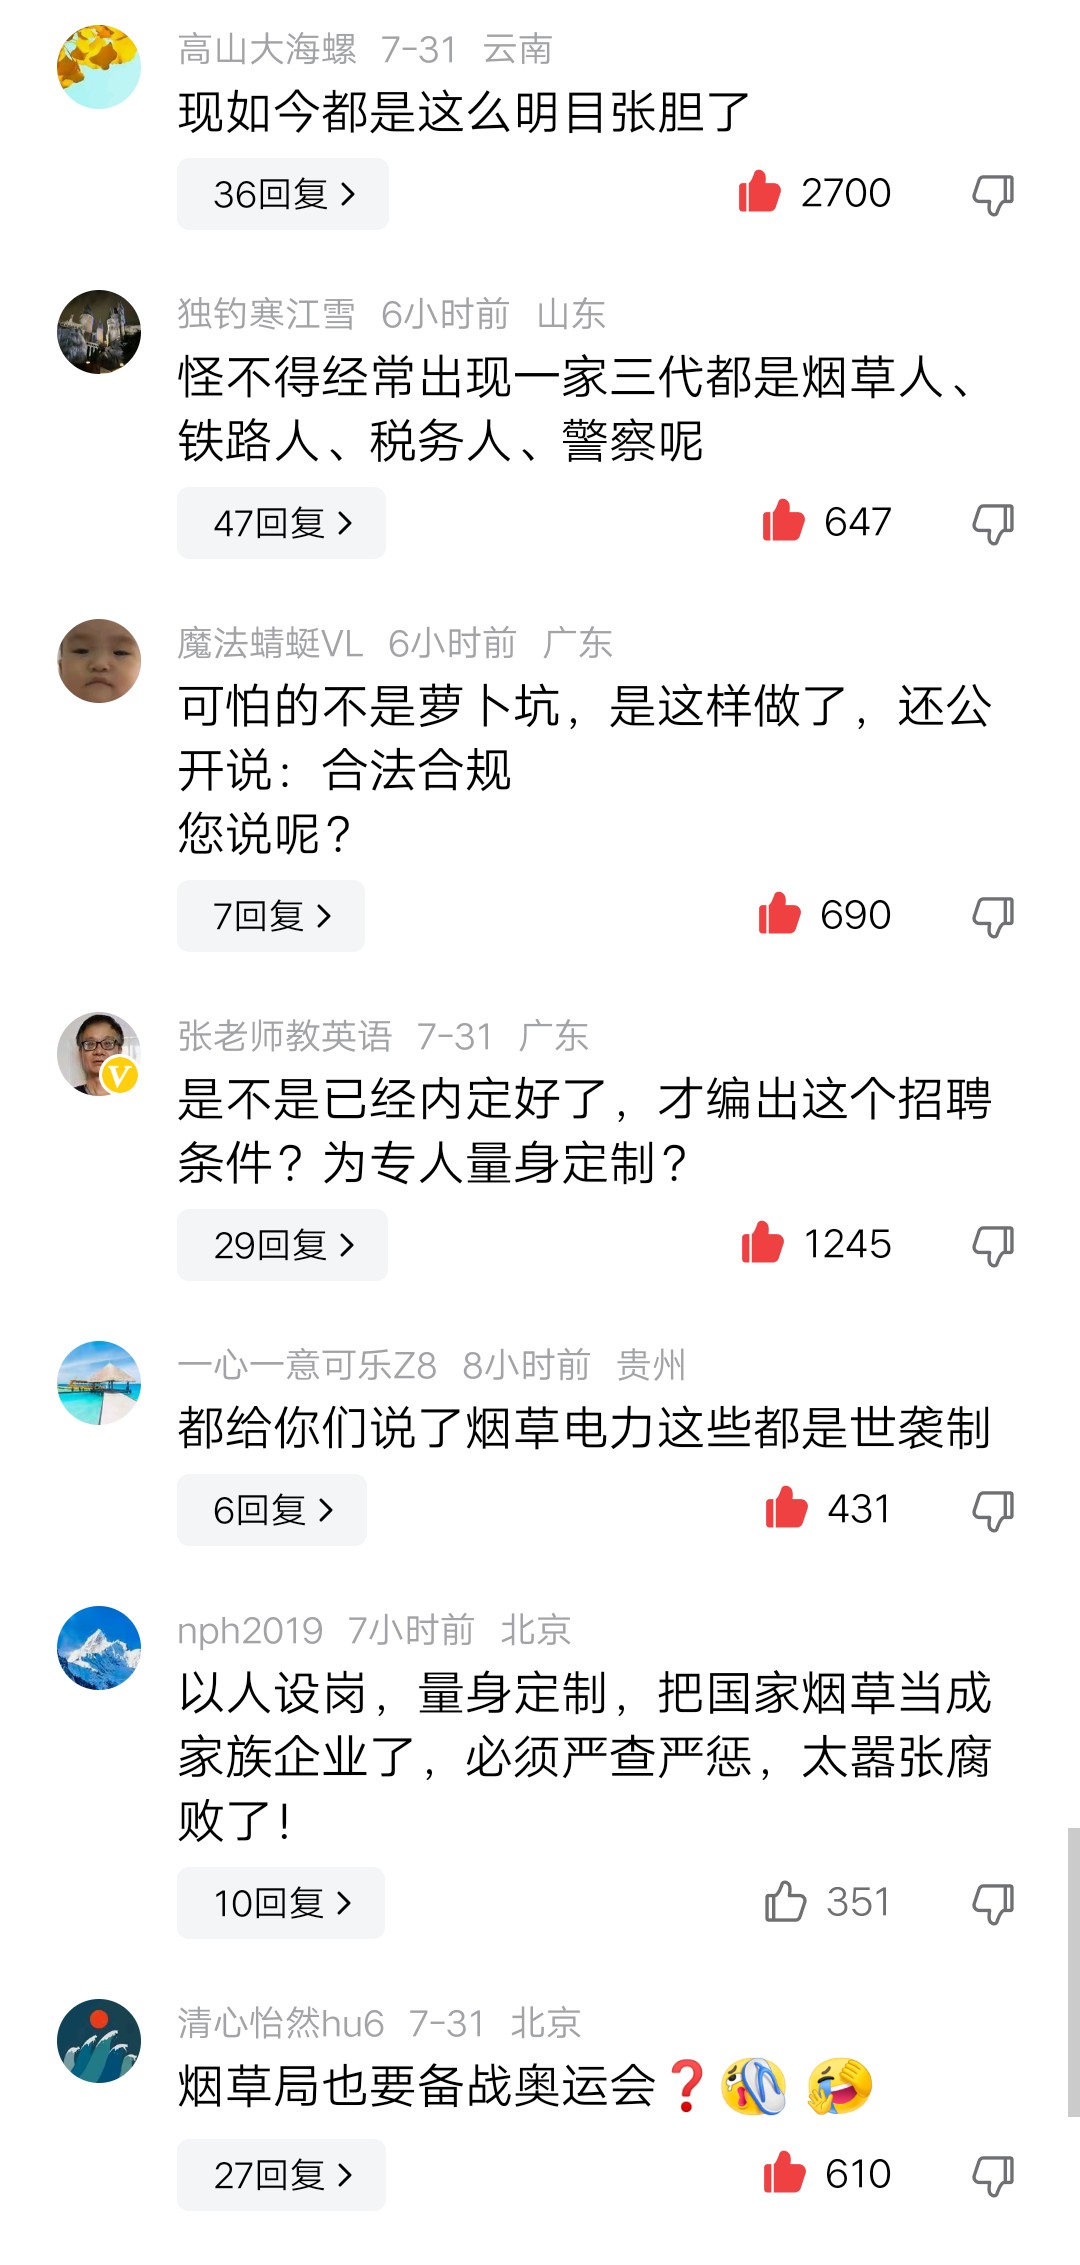 高山大海螺 7-31 云南
现如今都是这么明目张胆了
36回复 2700
独钓寒江雪 6小时前 山东
怪不得经常出现一家三代都是烟草人、
铁路人、税务人、警察呢
47回复 647
魔法蜻蜓VL 6小时前 广东
可怕的不是萝卜坑，是这样做了，还公
开说：合法合规
您说呢？
7回复 690
张老师教英语 7-31 广东
是不是已经内定好了，才编出这个招聘
条件？为专人量身定制？
29回复 1245
一心一意可乐Z8 8小时前 贵州
都给你们说了烟草电力这些都是世袭制
6回复 431
nph2019 7小时前 北京
以人设岗，量身定制，把国家烟草当成
家族企业了，必须严查严惩，太嚣张腐
败了！
10回复 351
清心怡然hu6 7-31 北京
烟草局也要备战奥运会❓
27回复 610